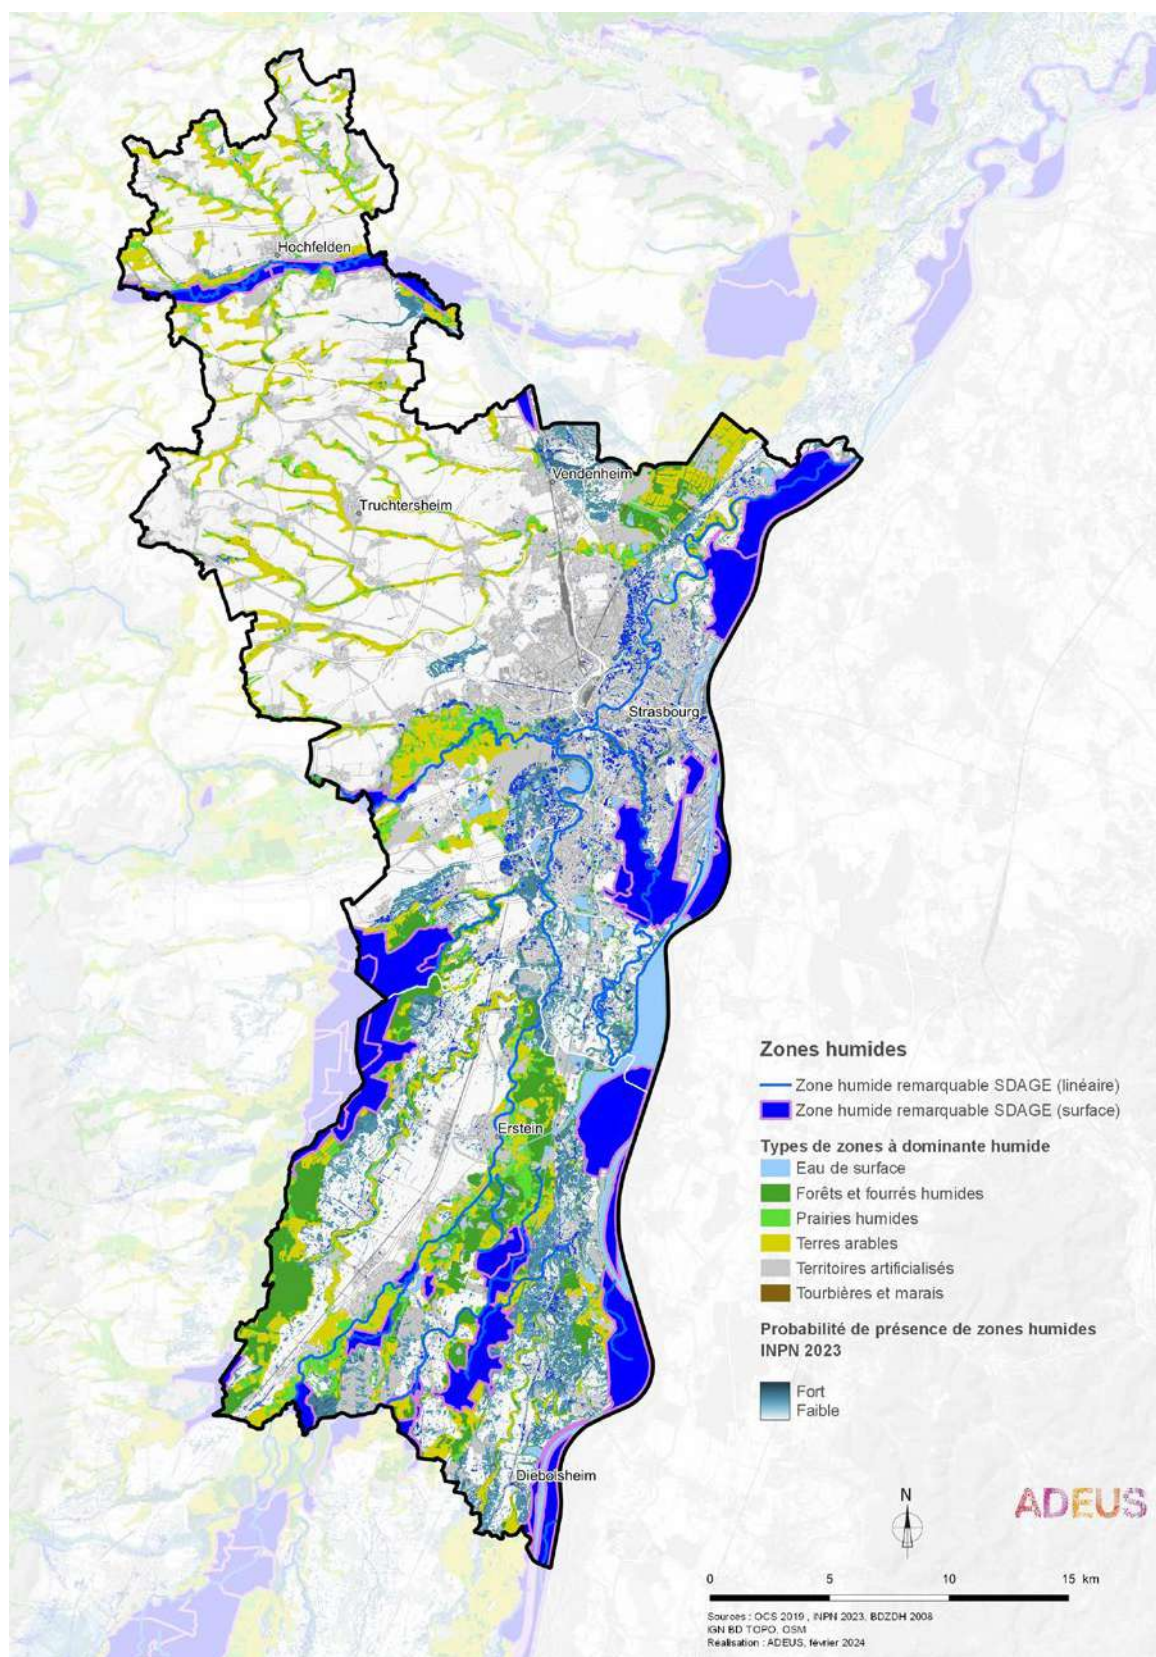 Hochfelden
Vendenheim
Truchtersheim
Strasbourg
Erstein
Diebolsheim
Zones humides
Zone humide remarquable SDAGE (linéaire)
Zone humide remarquable SDAGE (surface)
Types de zones à dominante humide
Eau de surface
Forêts et fourrés humides
Prairies humides
Terres arables
Territoires artificialisés
Tourbières et marais
Probabilité de présence de zones humides
INPN 2023
Fort
Faible
N
ADEUS
0 5 10 15 km
Sources : OCS 2019 , INPN 2023, BDZDH 2008
IGN BD TOPO, OSM
Réalisation : ADEUS, février 2024